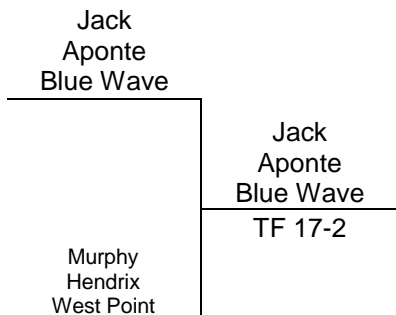 Jack
Aponte
Blue Wave
Jack
Aponte
Blue Wave
TF 17-2
Murphy
Hendrix
West Point